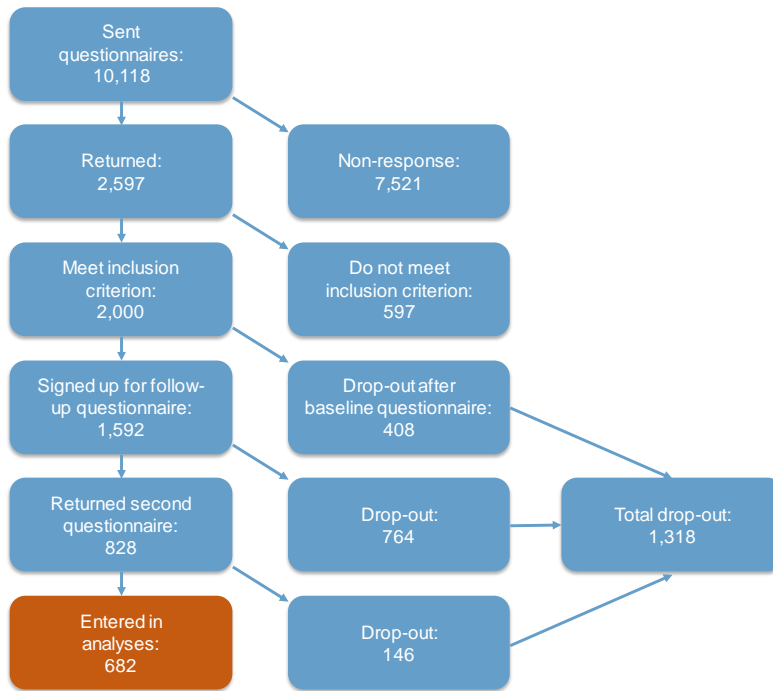 Sent
questionnaires:
10,118
Returned:
2,597
Non-response:
7,521
Meet inclusion
criterion:
2,000
Do not meet
inclusion criterion:
597
Signed up for follow-
up questionnaire:
1,592
Drop-out after
baseline questionnaire:
408
Returned second
questionnaire:
828
Drop-out:
764
Total drop-out:
1,318
Entered in
analyses:
682
Drop-out:
146